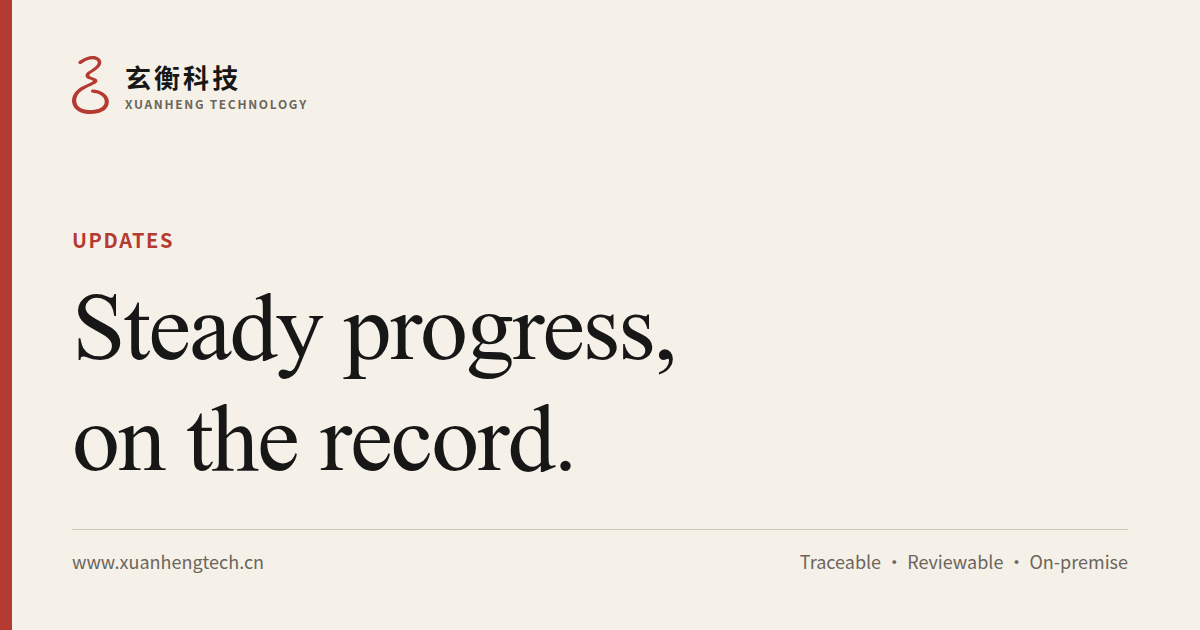 玄衡科技
XUANHENG TECHNOLOGY
UPDATES
Steady progress,
on the record.
www.xuanhengtech.cn
Traceable • Reviewable • On-premise